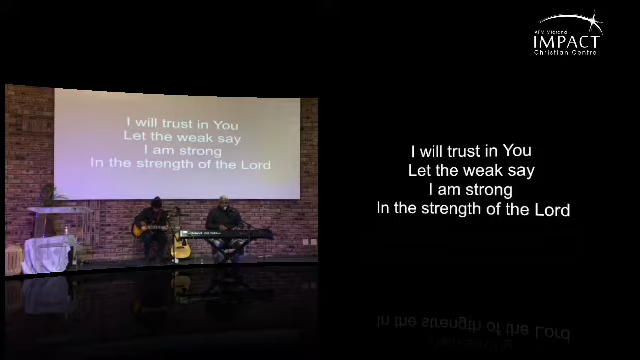 AFM Midrand
IMPACT
Christian Centre
I will trust in You
Let the weak say
I am strong
In the strength of the Lord
I will trust in You
Let the weak say
I am strong
In the strength of the Lord
In the strength of the Lord